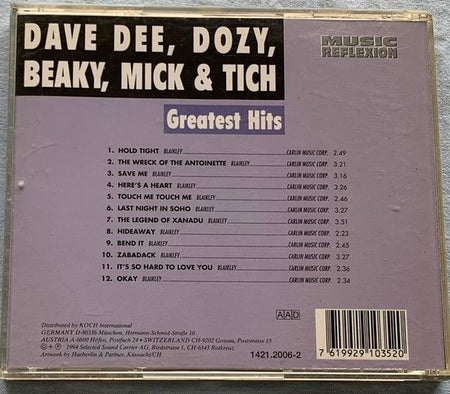 DAVE DEE, DOZY,
BEAKY, MICK & TICH
MUSIC
REFLEXION
Greatest Hits
1. HOLD TIGHT BLAIKLEY CARLIN MUSIC CORP. 2.49
2. THE WRECK OF THE ANTOINETTE BLAIKLEY CARLIN MUSIC CORP. 3.21
3. SAVE ME BLAIKLEY CARLIN MUSIC CORP. 3.16
4. HERE'S A HEART BLAIKLEY CARLIN MUSIC CORP. 3.26
5. TOUCH ME TOUCH ME BLAIKLEY CARLIN MUSIC CORP. 2.46
6. LAST NIGHT IN SOHO BLAIKLEY CARLIN MUSIC CORP. 3.27
7. THE LEGEND OF XANADU BLAIKLEY CARLIN MUSIC CORP. 3.51
8. HIDEAWAY BLAIKLEY CARLIN MUSIC CORP. 2.23
9. BEND IT BLAIKLEY CARLIN MUSIC CORP. 2.45
10. ZABADACK BLAIKLEY CARLIN MUSIC CORP. 3.27
11. IT'S SO HARD TO LOVE YOU BLAIKLEY CARLIN MUSIC CORP. 2.36
12. OKAY BLAIKLEY CARLIN MUSIC CORP. 2.34
AAD
Distributed by KOCH International
GERMANY D-80336 München, Hermann-Schmid-Straße 10
AUSTRIA A-6600 Höfen, Postfach 24 • SWITZERLAND CH-9202 Gossau, Poststrasse 13
© ℗ 1994 Selected Sound Carrier AG, Riedstrasse 1, CH-6343 Rotkreuz
Artwork by Haeberlin & Partner, Küsnacht/CH
1421.2006-2
7 619929 103520